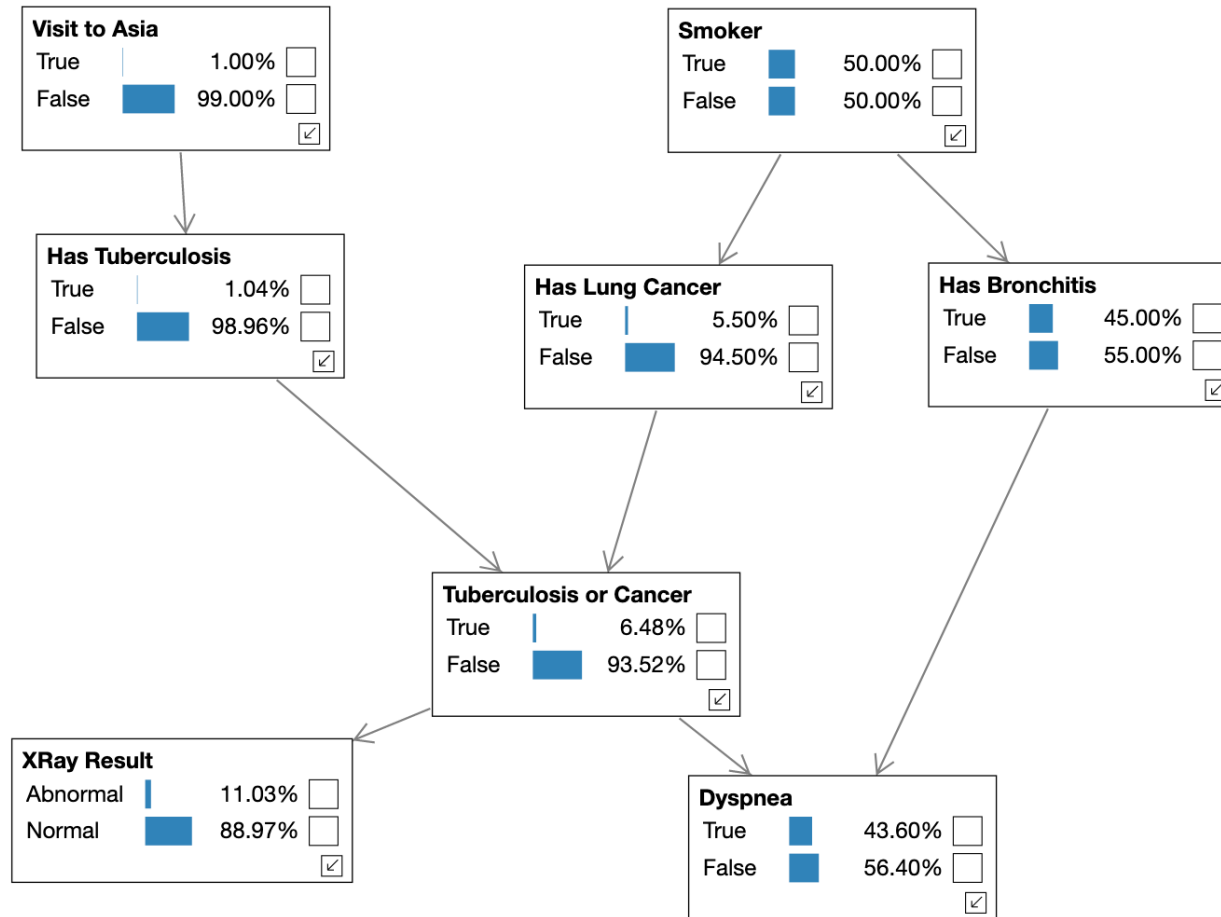 Visit to Asia
True 1.00%
False 99.00%
Smoker
True 50.00%
False 50.00%
Has Tuberculosis
True 1.04%
False 98.96%
Has Lung Cancer
True 5.50%
False 94.50%
Has Bronchitis
True 45.00%
False 55.00%
Tuberculosis or Cancer
True 6.48%
False 93.52%
XRay Result
Abnormal 11.03%
Normal 88.97%
Dyspnea
True 43.60%
False 56.40%